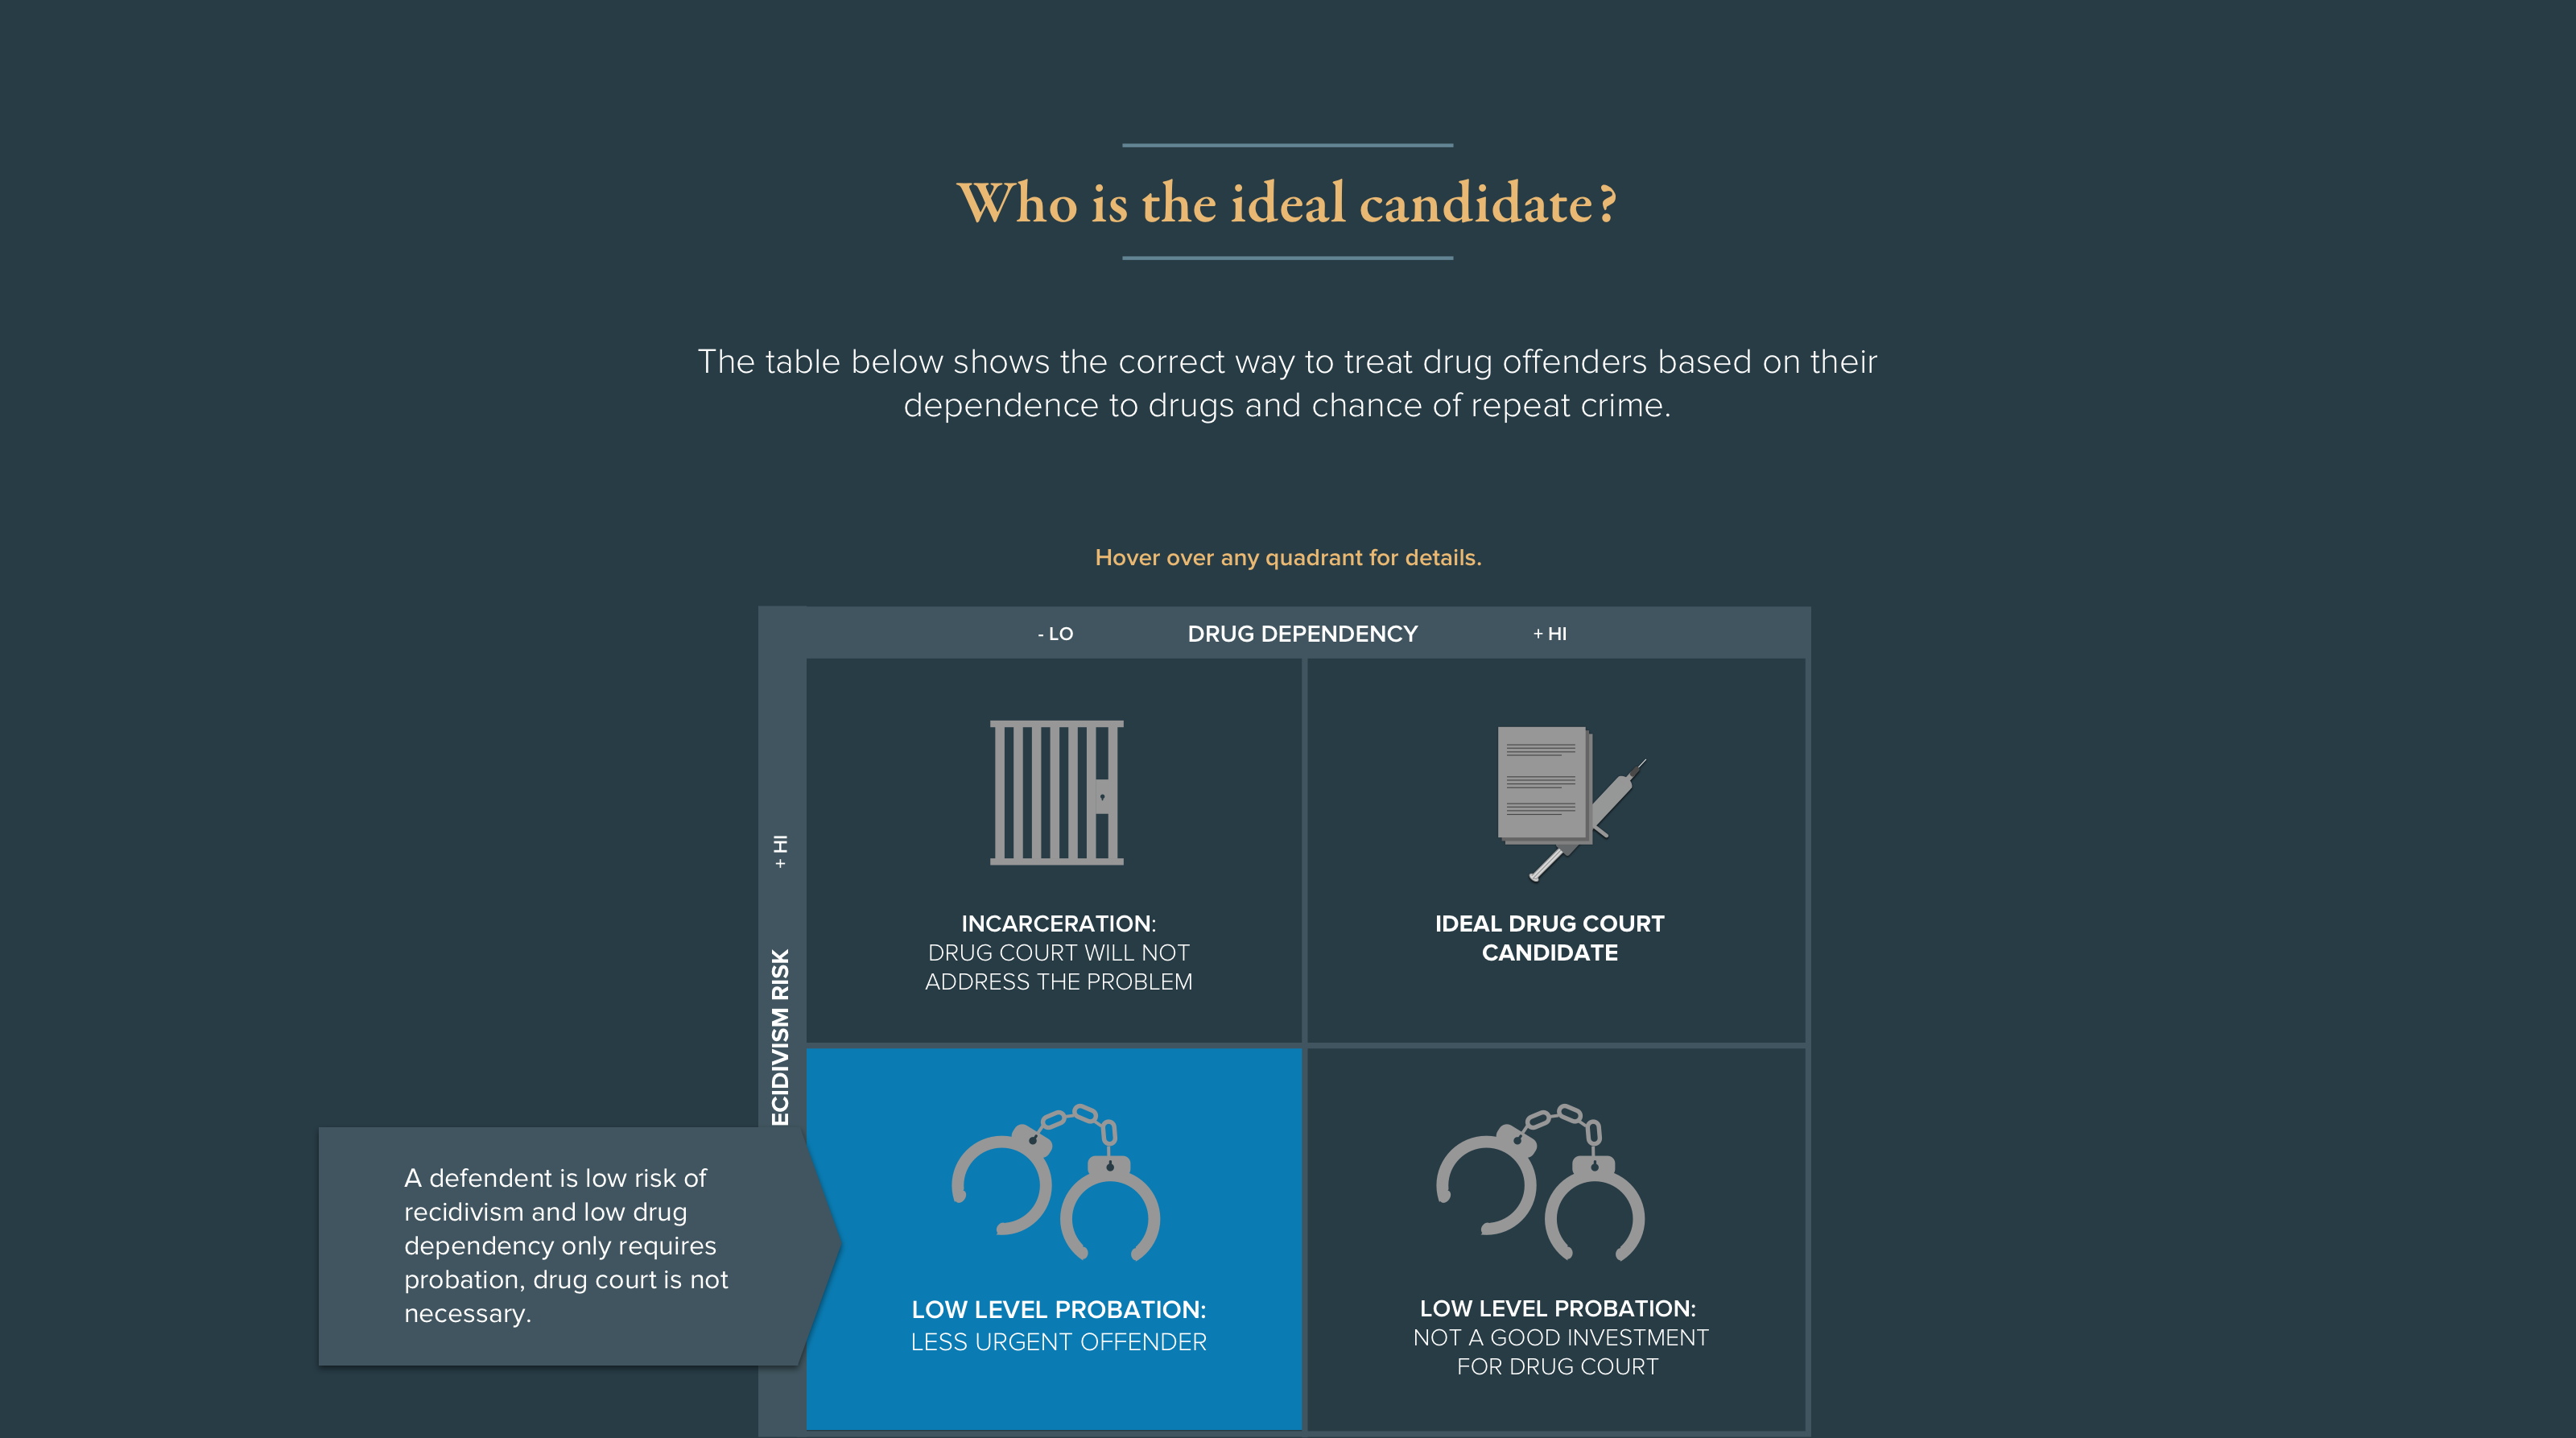 Who is the ideal candidate?
The table below shows the correct way to treat drug offenders based on their
dependence to drugs and chance of repeat crime.
Hover over any quadrant for details.
- LO DRUG DEPENDENCY + HI
+ HI
ECIDIVISM RISK
INCARCERATION:
DRUG COURT WILL NOT
ADDRESS THE PROBLEM
IDEAL DRUG COURT
CANDIDATE
A defendent is low risk of
recidivism and low drug
dependency only requires
probation, drug court is not
necessary.
LOW LEVEL PROBATION:
LESS URGENT OFFENDER
LOW LEVEL PROBATION:
NOT A GOOD INVESTMENT
FOR DRUG COURT